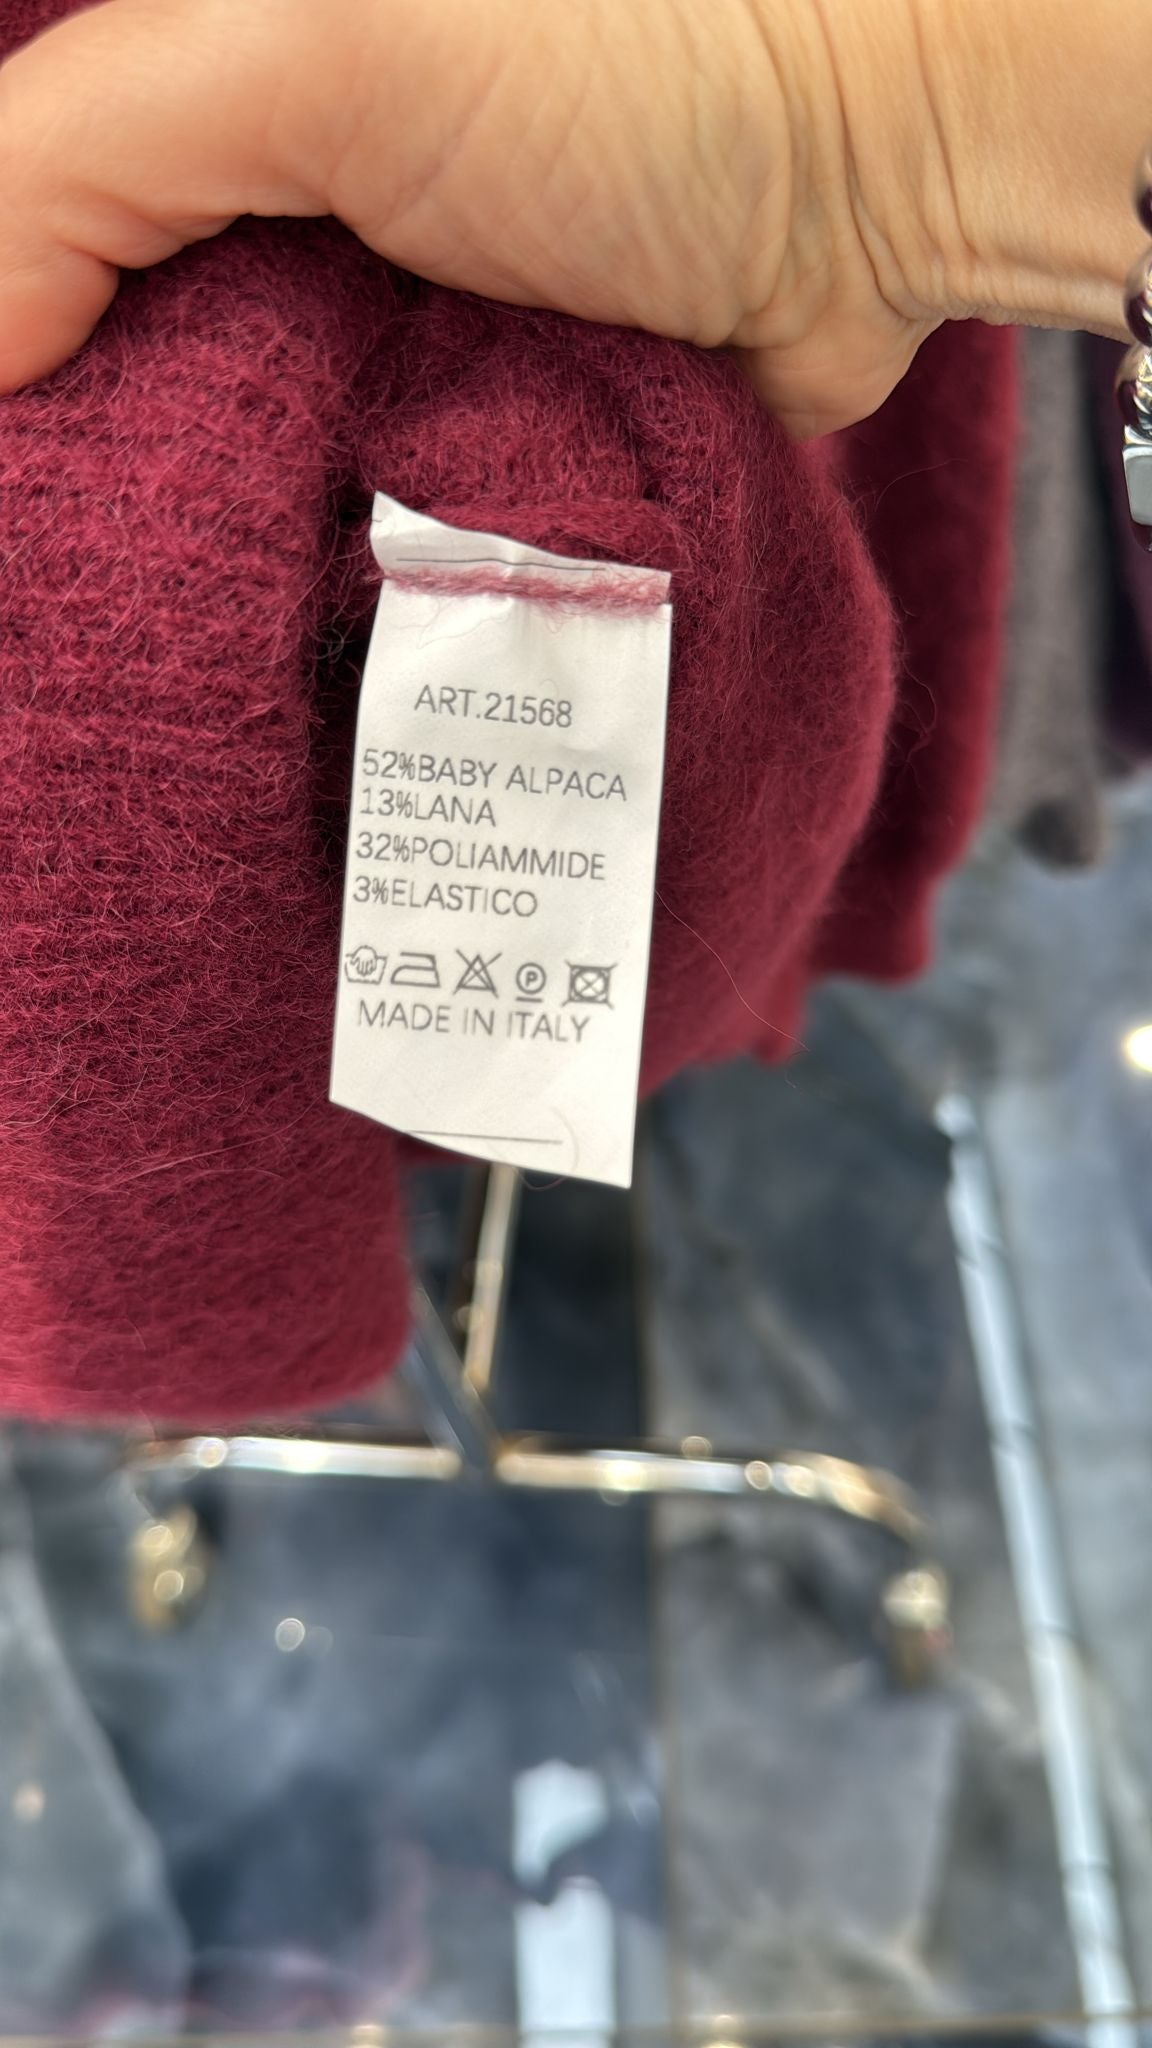 ART.21568
52%BABY ALPACA
13%LANA
32%POLIAMMIDE
3%ELASTICO
P
MADE IN ITALY